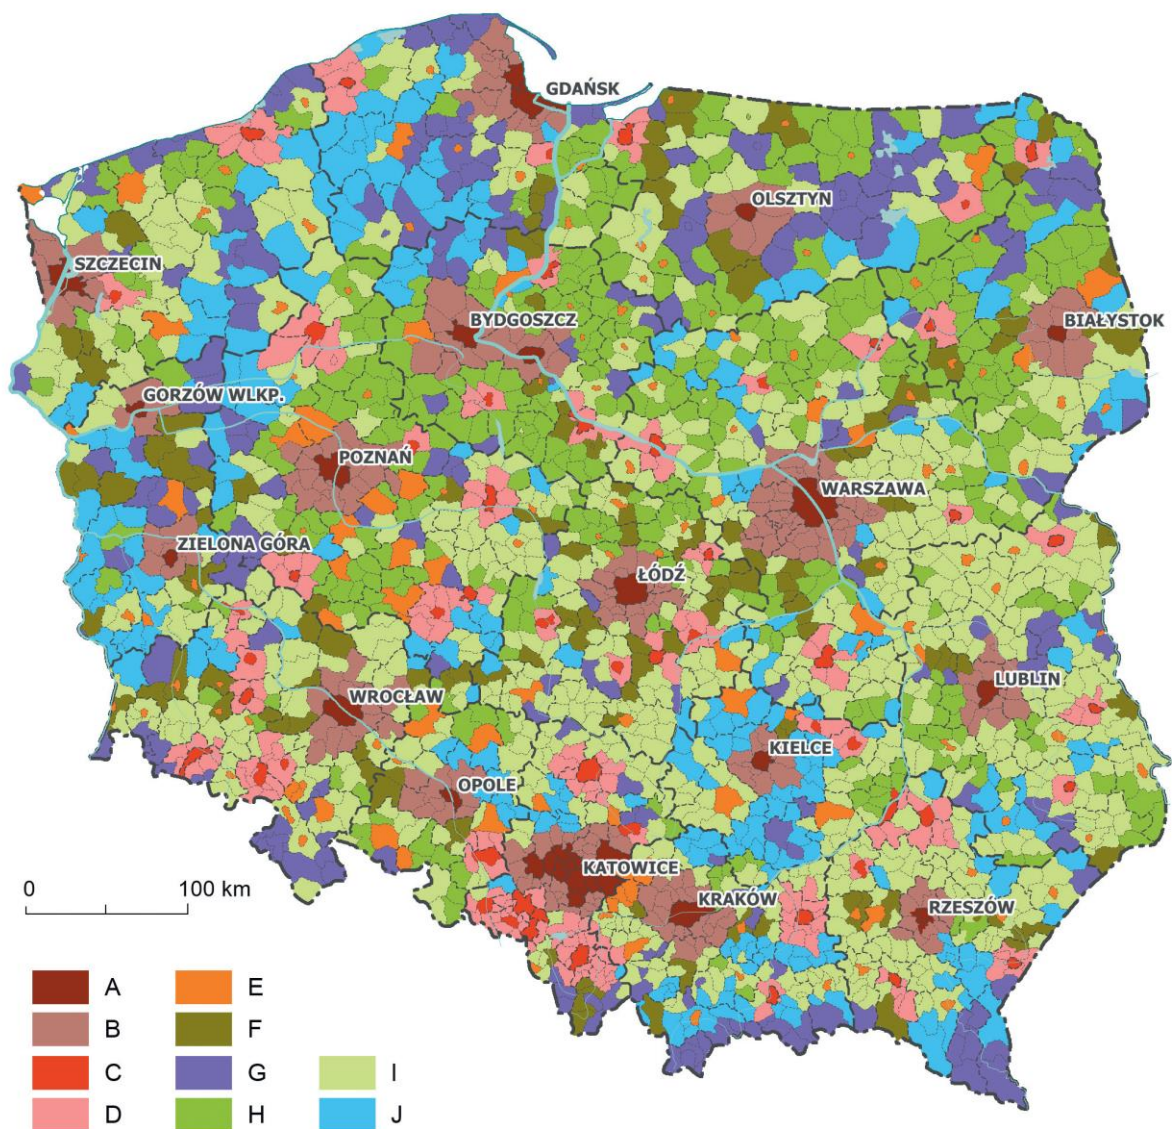 GDAŃSK
OLSZTYN
SZCZECIN
BYDGOSZCZ
BIAŁYSTOK
GORZÓW WLKP.
POZNAŃ
WARSZAWA
ZIELONA GÓRA
ŁÓDŹ
LUBLIN
WROCŁAW
KIELCE
OPOLE
KATOWICE
KRAKÓW
RZESZÓW
0 100 km
A E
B F
C G I
D H J